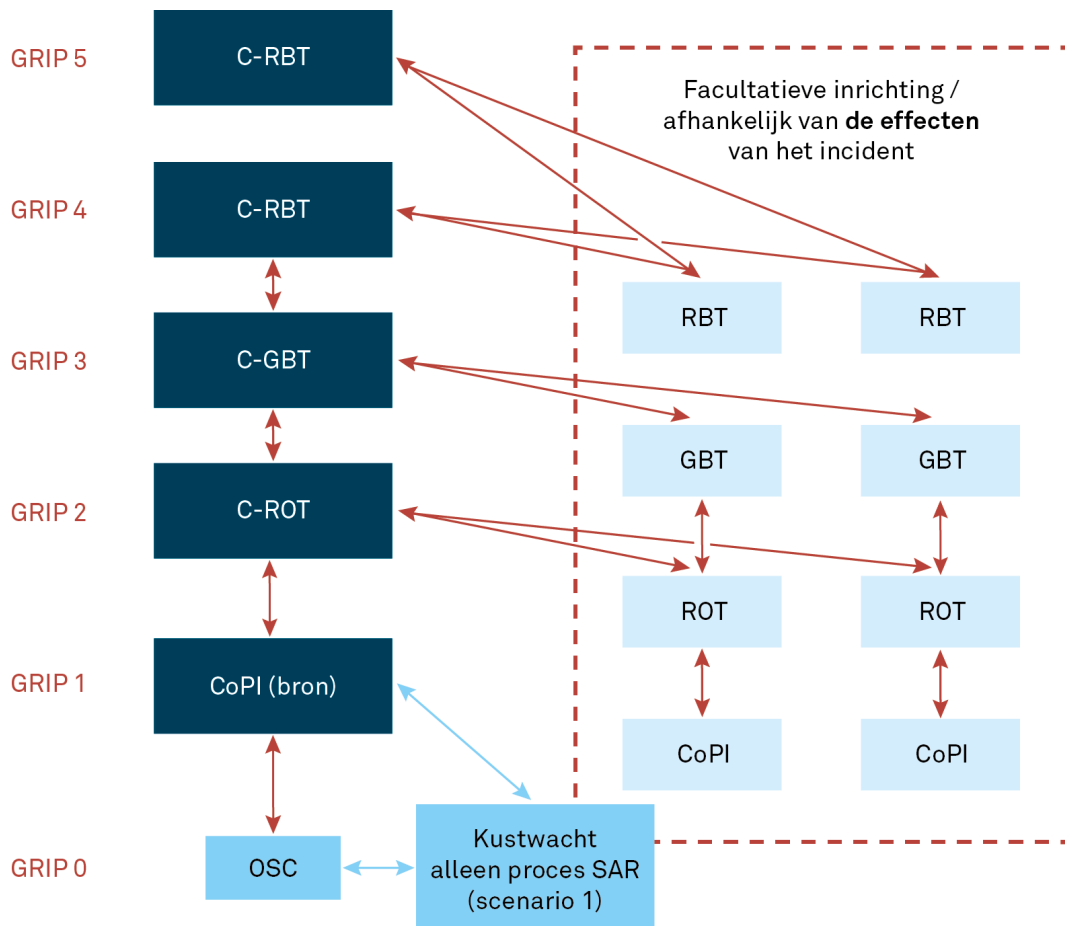 GRIP 5
C-RBT
Facultatieve inrichting /
afhankelijk van de effecten
van het incident
GRIP 4
C-RBT
RBT
RBT
GRIP 3
C-GBT
GBT
GBT
GRIP 2
C-ROT
ROT
ROT
GRIP 1
CoPI (bron)
CoPI
CoPI
GRIP 0
OSC
Kustwacht
alleen proces SAR
(scenario 1)